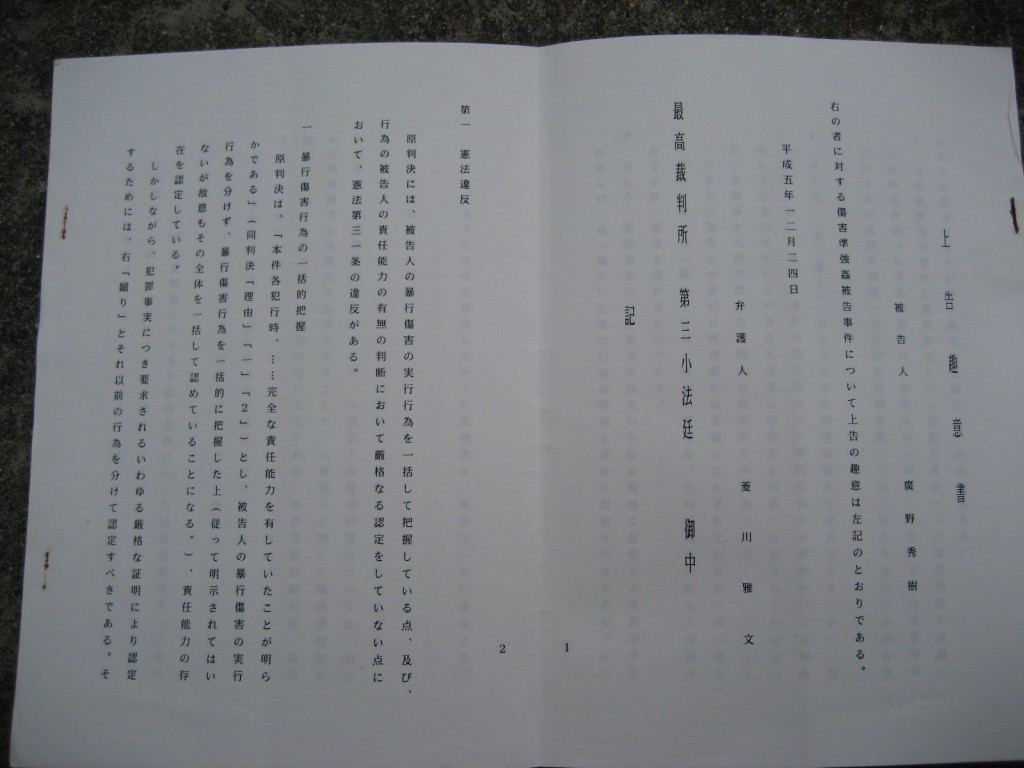 上告趣意書
被告人 廣野秀樹
右の者に対する傷害準強姦被告事件について上告の趣意は左記のとおりである。
平成五年一二月二四日
弁護人 菱川雅文
最高裁判所 第三小法廷 御中
記
1
2
第一 憲法違反
原判決には、被告人の暴行傷害の実行行為を一括して把握している点、及び、
行為の被告人の責任能力の有無の判断において厳格なる認定をしていない点に
おいて、憲法第三一条の違反がある。
一 暴行傷害行為の一括的把握
原判決は、「本件各犯行時、……完全な責任能力を有していたことが明ら
かである」(同判決「理由」「一」「2」)とし、被告人の暴行傷害の実行
行為を分けず、暴行傷害行為を一括的に把握した上(従って明示されてはい
ないが故意もその全体を一括して認めていることになる。)、責任能力の存
在を認定している。
しかしながら、犯罪事実につき要求されるいわゆる厳格な証明により認定
するためには、右「蹴り」とそれ以前の行為を分けて認定すべきである。そ